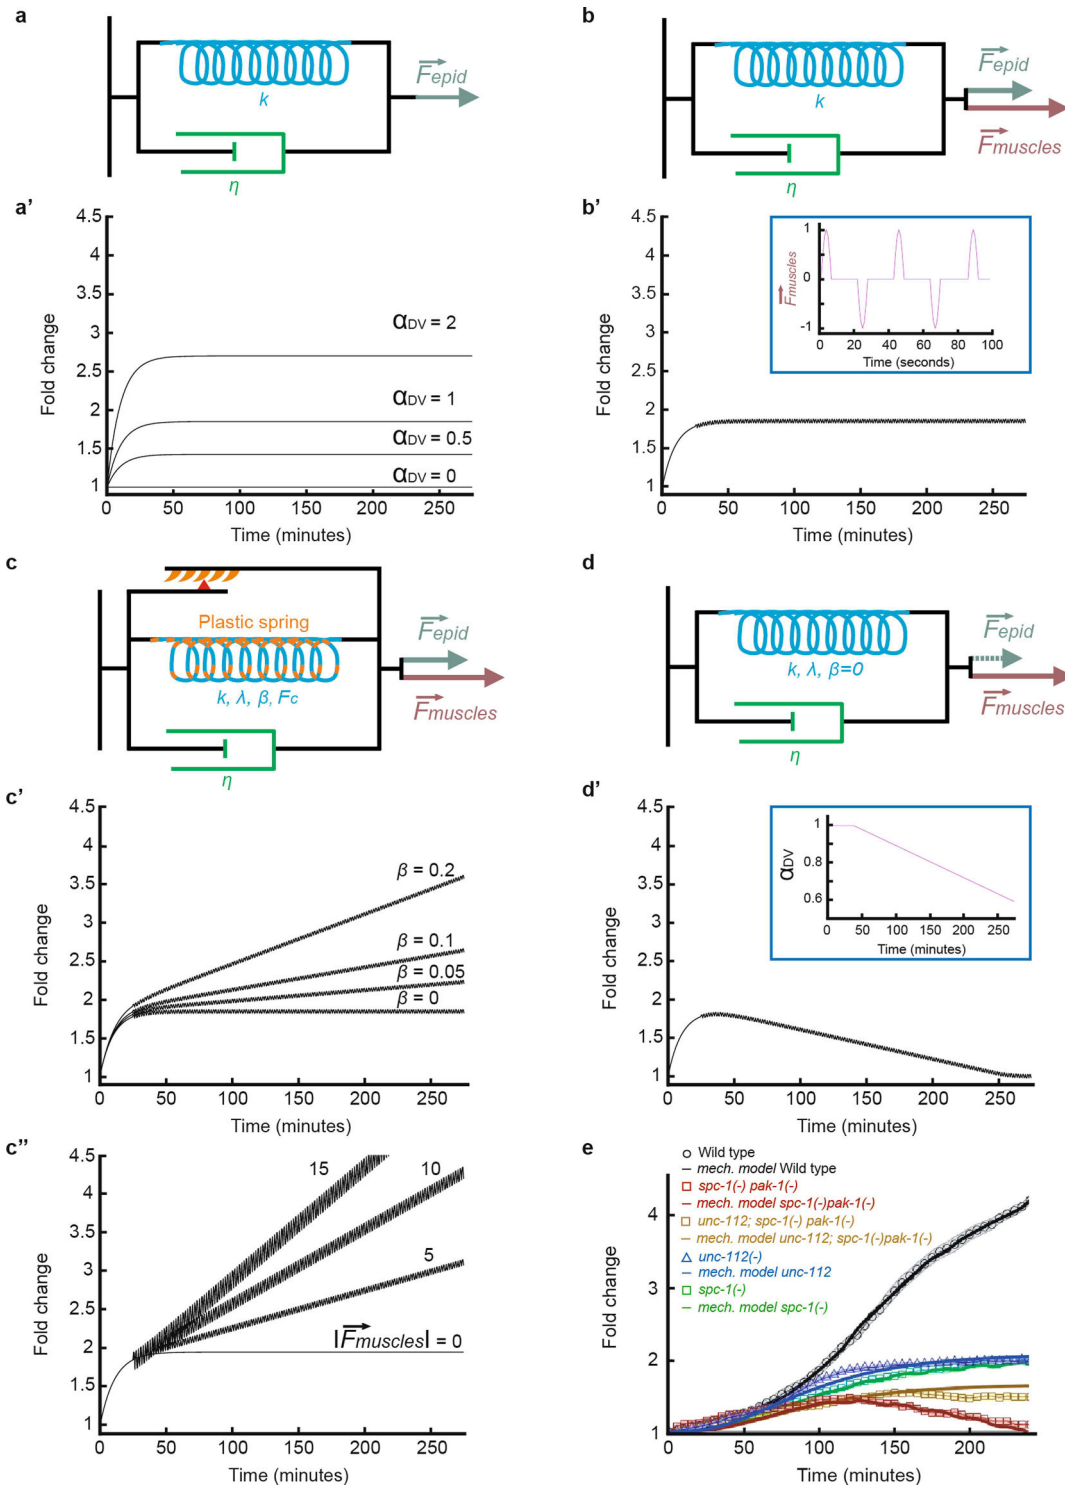 a
Fepid
k
η
b
Fepid
k
Fmuscles
η
a'
4.5
4
3.5
3
2.5
2
1.5
1
Fold change
αDV = 2
αDV = 1
αDV = 0.5
αDV = 0
0 50 100 150 200 250
Time (minutes)
b'
4.5
4
3.5
3
2.5
2
1.5
1
Fold change
1
0
-1
Fmuscles
0 20 40 60 80 100
Time (seconds)
0 50 100 150 200 250
Time (minutes)
c
Plastic spring
Fepid
k, λ, β, Fc
Fmuscles
η
d
Fepid
k, λ, β=0
Fmuscles
η
c'
4.5
4
3.5
3
2.5
2
1.5
1
Fold change
β = 0.2
β = 0.1
β = 0.05
β = 0
0 50 100 150 200 250
Time (minutes)
d'
4.5
4
3.5
3
2.5
2
1.5
1
Fold change
1
0.8
0.6
αDV
0 50 100 150 200 250
Time (minutes)
0 50 100 150 200 250
Time (minutes)
c"
4.5
4
3.5
3
2.5
2
1.5
1
Fold change
15
10
5
|Fmuscles| = 0
0 50 100 150 200 250
Time (minutes)
e
Wild type
mech. model Wild type
spc-1(-) pak-1(-)
mech. model spc-1(-)pak-1(-)
unc-112; spc-1(-) pak-1(-)
mech. model unc-112; spc-1(-)pak-1(-)
unc-112(-)
mech. model unc-112
spc-1(-)
mech. model spc-1(-)
4
3
2
1
Fold change
0 50 100 150 200
Time (minutes)